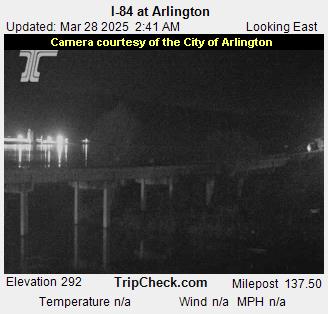 I-84 at Arlington
Updated: Mar 28 2025 2:41 AM Looking East
Camera courtesy of the City of Arlington
Elevation 292 TripCheck.com Milepost 137.50
Temperature n/a Wind n/a MPH n/a